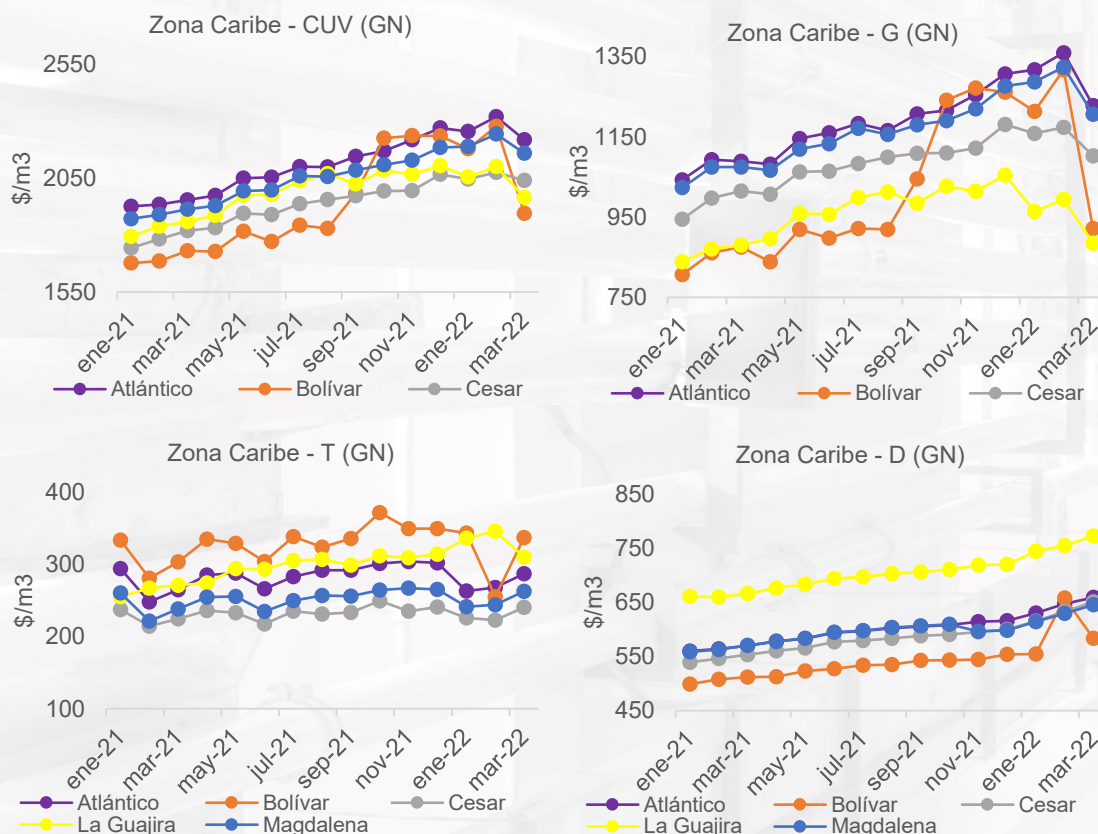 Zona Caribe - CUV (GN)
2550
2050
1550
$/m3
ene-21
mar-21
may-21
jul-21
sep-21
nov-21
ene-22
mar-22
Atlántico Bolívar Cesar
Zona Caribe - G (GN)
1350
1150
950
750
$/m3
ene-21
mar-21
may-21
jul-21
sep-21
nov-21
ene-22
mar-22
Atlántico Bolívar Cesar
Zona Caribe - T (GN)
400
300
200
100
$/m3
ene-21
mar-21
may-21
jul-21
sep-21
nov-21
ene-22
mar-22
Atlántico Bolívar Cesar
La Guajira Magdalena
Zona Caribe - D (GN)
850
750
650
550
450
$/m3
ene-21
mar-21
may-21
jul-21
sep-21
nov-21
ene-22
mar-22
Atlántico Bolívar Cesar
La Guajira Magdalena